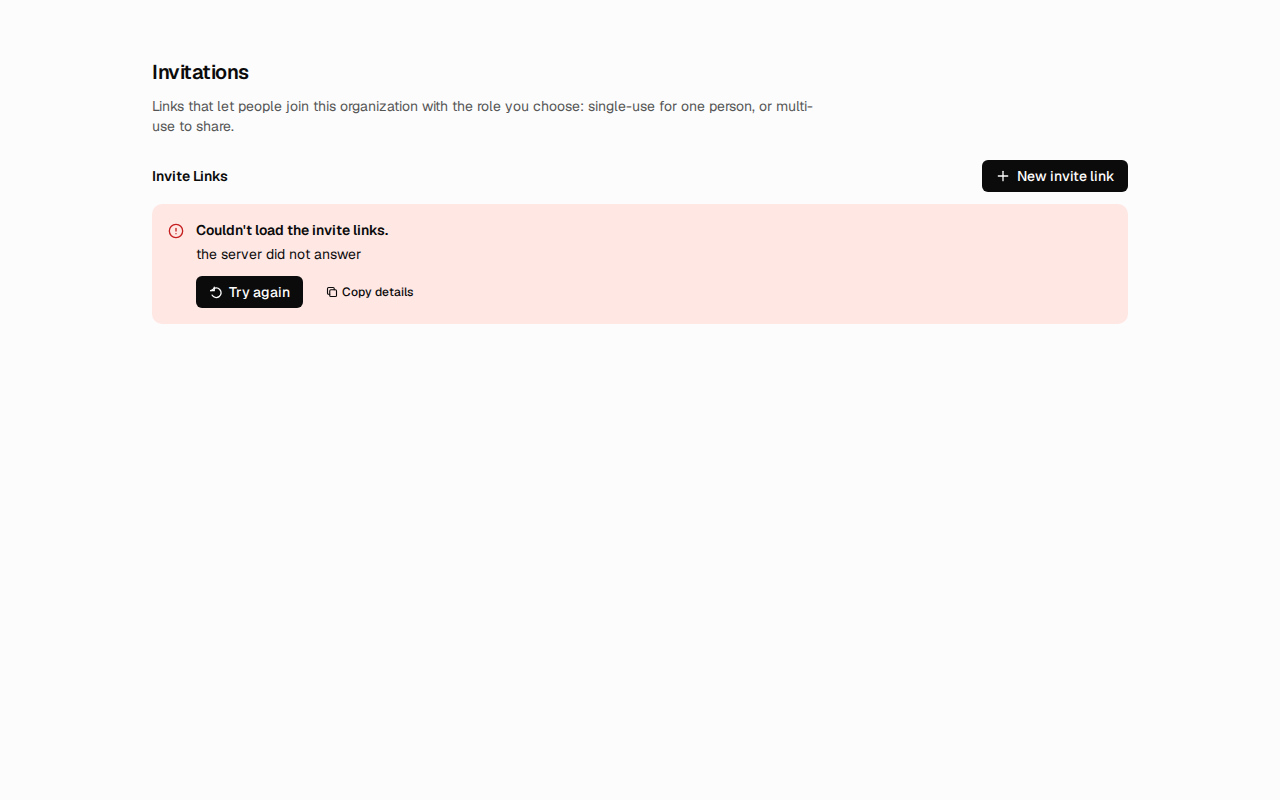 Invitations
Links that let people join this organization with the role you choose: single-use for one person, or multi-
use to share.
Invite Links
New invite link
Couldn't load the invite links.
the server did not answer
Try again
Copy details